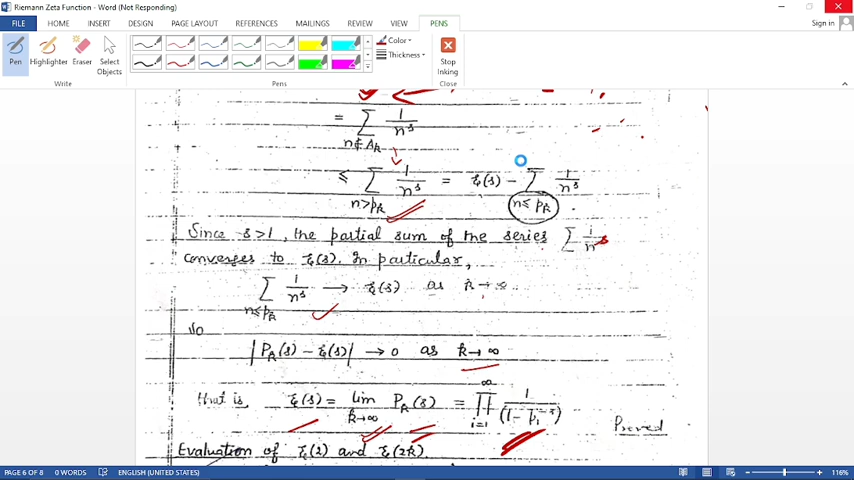 Riemann Zeta Function - Word (Not Responding)
FILE HOME INSERT DESIGN PAGE LAYOUT REFERENCES MAILINGS REVIEW VIEW PENS Sign in
Pen Highlighter Eraser Select Objects Color Thickness Stop Inking
Write Pens Close
= ∑_{n∉A_k} 1/n^s
≤ ∑_{n>p_k} 1/n^s = ξ(s) - ∑_{n≤p_k} 1/n^s .
Since s>1, the partial sum of the series ∑ 1/n^s
converges to ξ(s). In particular,
∑_{n≤p_k} 1/n^s → ξ(s) as k→∞
So
|P_k(s) - ξ(s)| → 0 as k→∞
that is, ξ(s) = lim_{k→∞} P_k(s) = ∏_{i=1}^{∞} 1/(1-p_i^{-s})
Proved
Evaluation of ξ(2) and ξ(2k).
PAGE 6 OF 8 0 WORDS ENGLISH (UNITED STATES) 116%